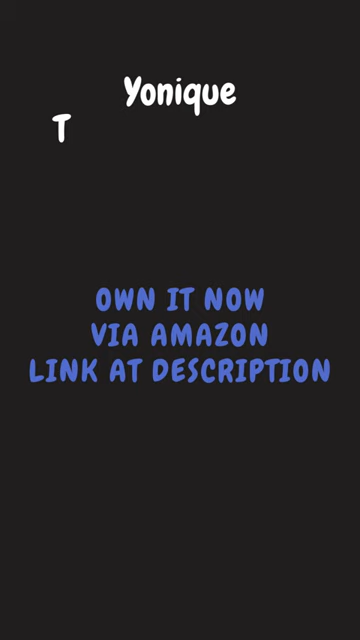 Yonique
T
OWN IT NOW
VIA AMAZON
LINK AT DESCRIPTION